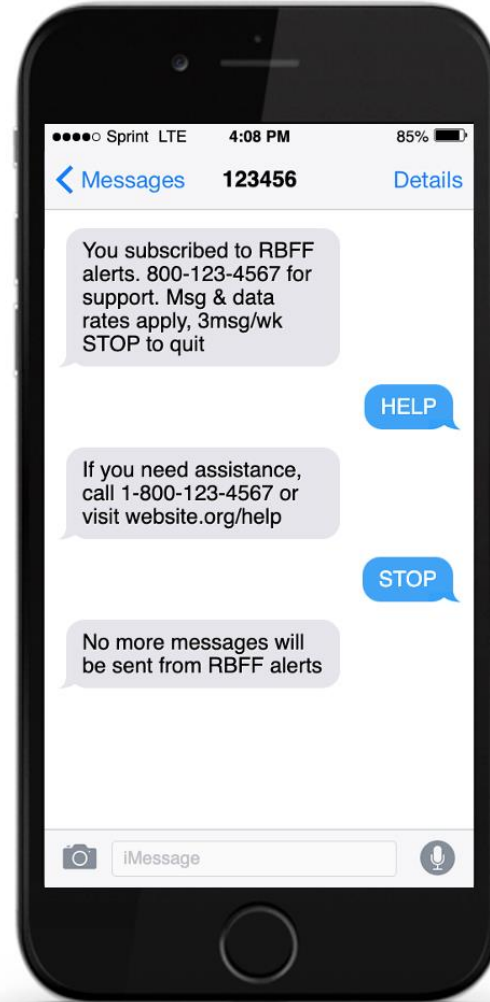 Sprint LTE 4:08 PM 85%
Messages 123456 Details
You subscribed to RBFF
alerts. 800-123-4567 for
support. Msg & data
rates apply, 3msg/wk
STOP to quit
HELP
If you need assistance,
call 1-800-123-4567 or
visit website.org/help
STOP
No more messages will
be sent from RBFF alerts
iMessage